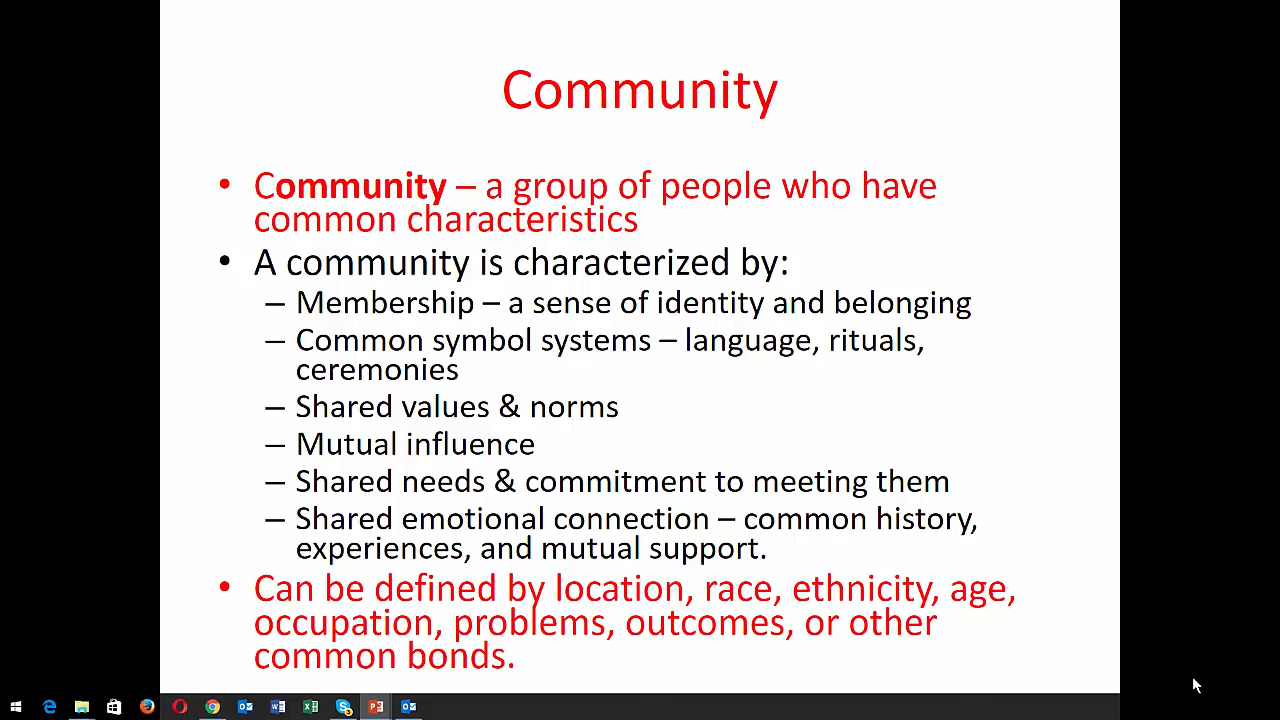 Community
• Community – a group of people who have
common characteristics
• A community is characterized by:
– Membership – a sense of identity and belonging
– Common symbol systems – language, rituals,
ceremonies
– Shared values & norms
– Mutual influence
– Shared needs & commitment to meeting them
– Shared emotional connection – common history,
experiences, and mutual support.
• Can be defined by location, race, ethnicity, age,
occupation, problems, outcomes, or other
common bonds.